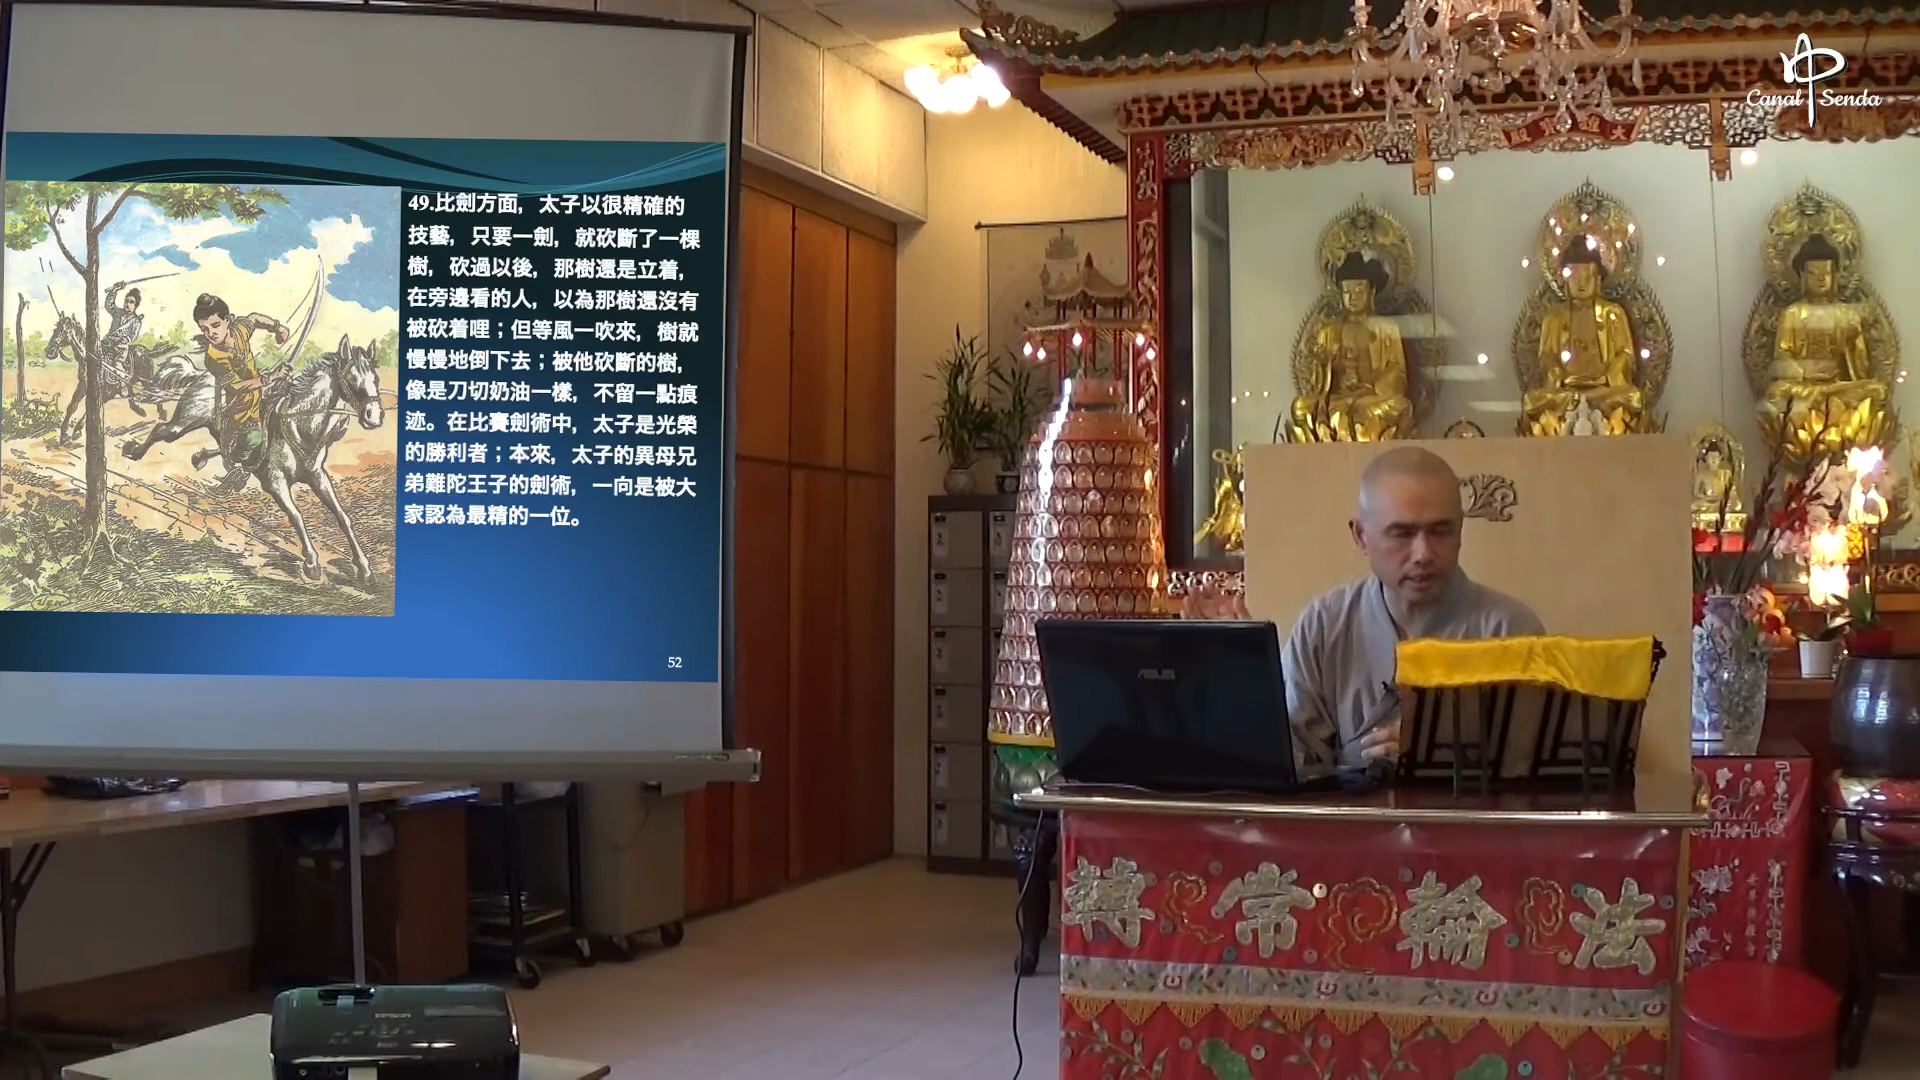 49.比劍方面，太子以很精確的
技藝，只要一劍，就砍斷了一棵
樹，砍過以後，那樹還是立着，
在旁邊看的人，以為那樹還沒有
被砍着哩；但等風一吹來，樹就
慢慢地倒下去；被他砍斷的樹，
像是刀切奶油一樣，不留一點痕
迹。在比賽劍術中，太子是光榮
的勝利者；本來，太子的異母兄
弟難陀王子的劍術，一向是被大
家認為最精的一位。
52
Canal Senda
ASUS
轉常輪法
EPSON